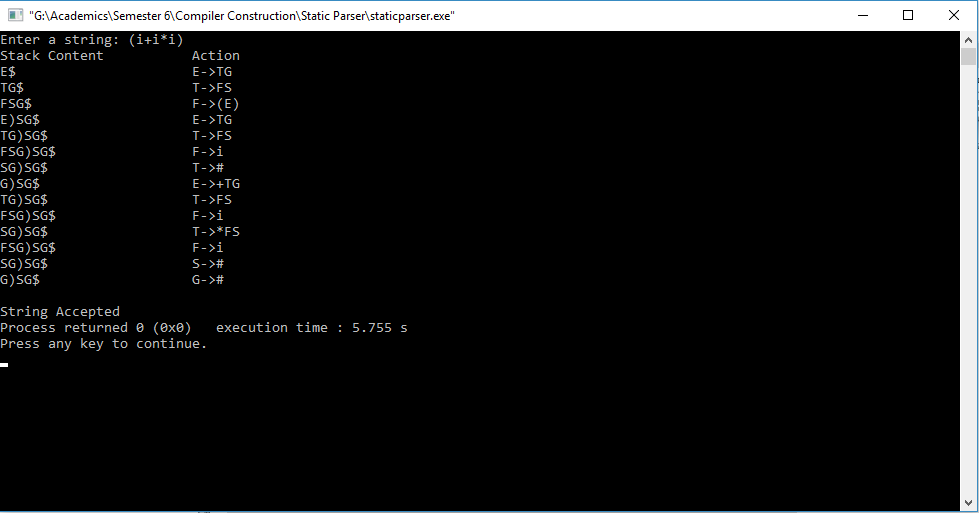 "G:\Academics\Semester 6\Compiler Construction\Static Parser\staticparser.exe"
Enter a string: (i+i*i)
Stack Content Action
E$ E->TG
TG$ T->FS
FSG$ F->(E)
E)SG$ E->TG
TG)SG$ T->FS
FSG)SG$ F->i
SG)SG$ T->#
G)SG$ E->+TG
TG)SG$ T->FS
FSG)SG$ F->i
SG)SG$ T->*FS
FSG)SG$ F->i
SG)SG$ S->#
G)SG$ G->#
String Accepted
Process returned 0 (0x0) execution time : 5.755 s
Press any key to continue.